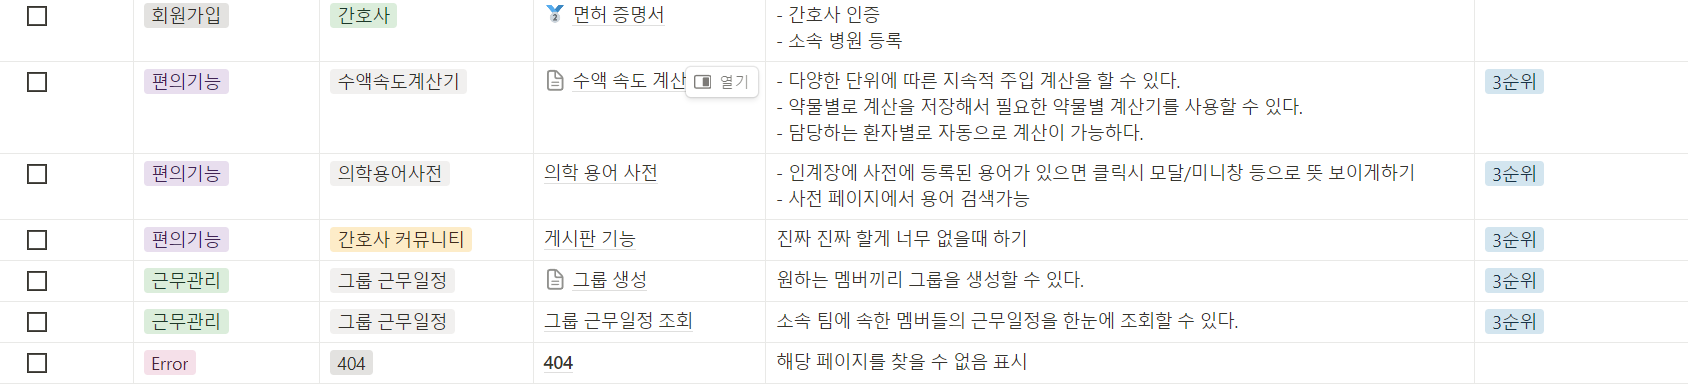 회원가입 간호사 면허 증명서 - 간호사 인증
- 소속 병원 등록
편의기능 수액속도계산기 수액 속도 계산 열기 - 다양한 단위에 따른 지속적 주입 계산을 할 수 있다. 3순위
- 약물별로 계산을 저장해서 필요한 약물별 계산기를 사용할 수 있다.
- 담당하는 환자별로 자동으로 계산이 가능하다.
편의기능 의학용어사전 의학 용어 사전 - 인계장에 사전에 등록된 용어가 있으면 클릭시 모달/미니창 등으로 뜻 보이게하기 3순위
- 사전 페이지에서 용어 검색가능
편의기능 간호사 커뮤니티 게시판 기능 진짜 진짜 할게 너무 없을때 하기 3순위
근무관리 그룹 근무일정 그룹 생성 원하는 멤버끼리 그룹을 생성할 수 있다. 3순위
근무관리 그룹 근무일정 그룹 근무일정 조회 소속 팀에 속한 멤버들의 근무일정을 한눈에 조회할 수 있다. 3순위
Error 404 404 해당 페이지를 찾을 수 없음 표시